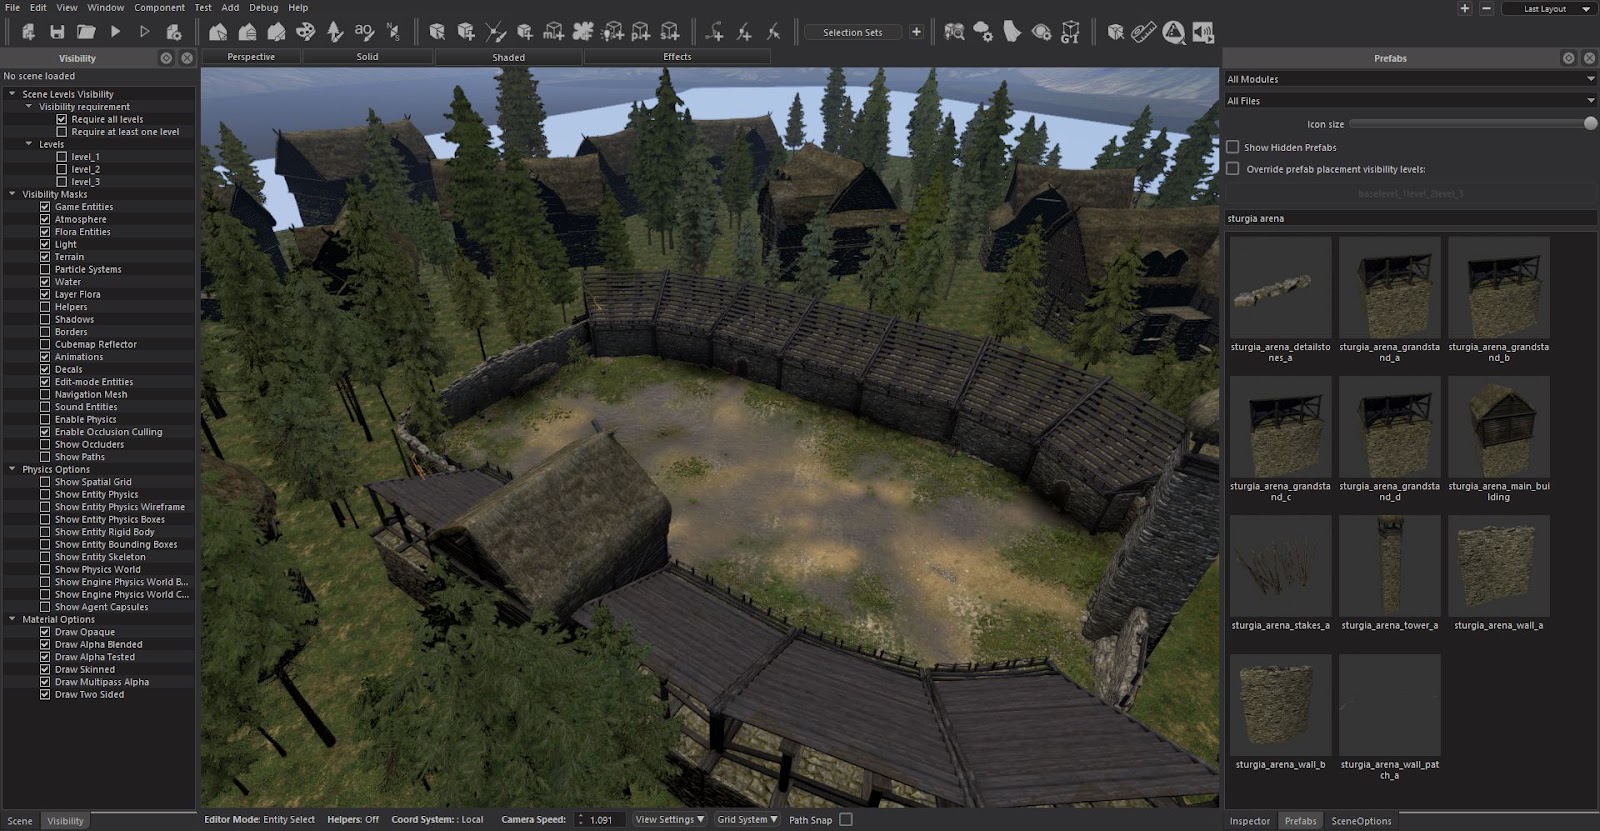 File Edit View Window Component Test Add Debug Help
Last Layout
Selection Sets
Visibility
Perspective Solid Shaded Effects
Prefabs
No scene loaded
Scene Levels Visibility
Visibility requirement
Require all levels
Require at least one level
Levels
level_1
level_2
level_3
Visibility Masks
Game Entities
Atmosphere
Flora Entities
Light
Terrain
Particle Systems
Water
Layer Flora
Helpers
Shadows
Borders
Cubemap Reflector
Animations
Decals
Edit-mode Entities
Navigation Mesh
Sound Entities
Enable Physics
Enable Occlusion Culling
Show Occluders
Show Paths
Physics Options
Show Spatial Grid
Show Entity Physics
Show Entity Physics Wireframe
Show Entity Physics Boxes
Show Entity Rigid Body
Show Entity Bounding Boxes
Show Entity Skeleton
Show Physics World
Show Engine Physics World B...
Show Engine Physics World C...
Show Agent Capsules
Material Options
Draw Opaque
Draw Alpha Blended
Draw Alpha Tested
Draw Skinned
Draw Multipass Alpha
Draw Two Sided
Scene Visibility
Editor Mode: Entity Select Helpers: Off Coord System: : Local Camera Speed: 1.091 View Settings Grid System Path Snap
All Modules
All Files
Icon size
Show Hidden Prefabs
Override prefab placement visibility levels:
sturgia arena
sturgia_arena_detailsto
nes_a
sturgia_arena_grandst
and_a
sturgia_arena_grandst
and_b
sturgia_arena_grandst
and_c
sturgia_arena_grandst
and_d
sturgia_arena_main_bui
lding
sturgia_arena_stakes_a
sturgia_arena_tower_a
sturgia_arena_wall_a
sturgia_arena_wall_b
sturgia_arena_wall_pat
ch_a
Inspector Prefabs SceneOptions